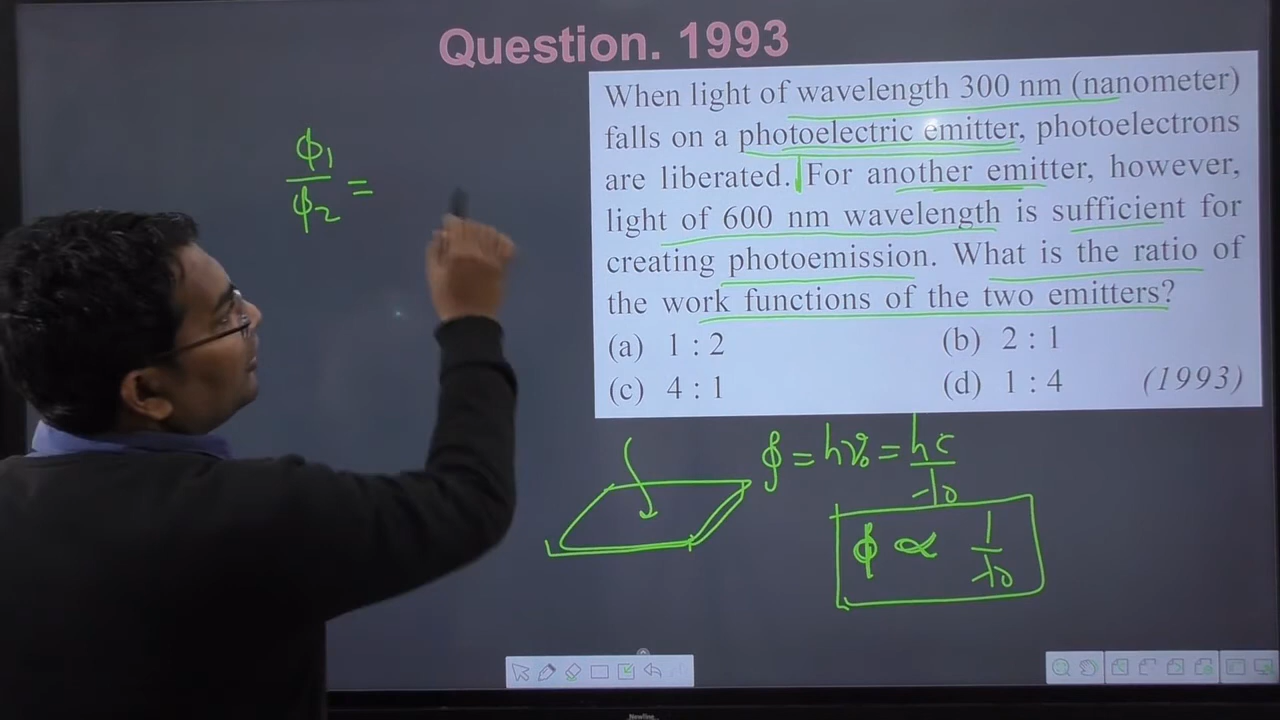 Question. 1993
When light of wavelength 300 nm (nanometer)
falls on a photoelectric emitter, photoelectrons
are liberated. For another emitter, however,
light of 600 nm wavelength is sufficient for
creating photoemission. What is the ratio of
the work functions of the two emitters?
(a) 1 : 2 (b) 2 : 1
(c) 4 : 1 (d) 1 : 4 (1993)
ϕ₁/ϕ₂ =
ϕ = hν₀ = hc/λ₀
ϕ ∝ 1/λ₀
Newline